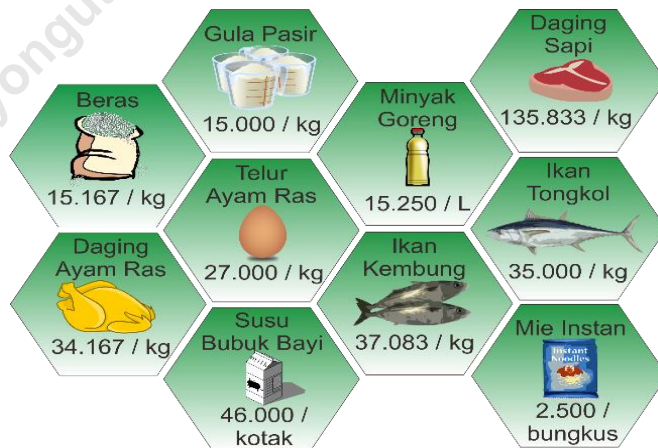 Gula Pasir
15.000 / kg
Daging
Sapi
135.833 / kg
Beras
15.167 / kg
Minyak
Goreng
15.250 / L
Telur
Ayam Ras
27.000 / kg
Ikan
Tongkol
35.000 / kg
Daging
Ayam Ras
34.167 / kg
Ikan
Kembung
37.083 / kg
Susu
Bubuk Bayi
46.000 /
kotak
Mie Instan
Instant
Noodles
2.500 /
bungkus